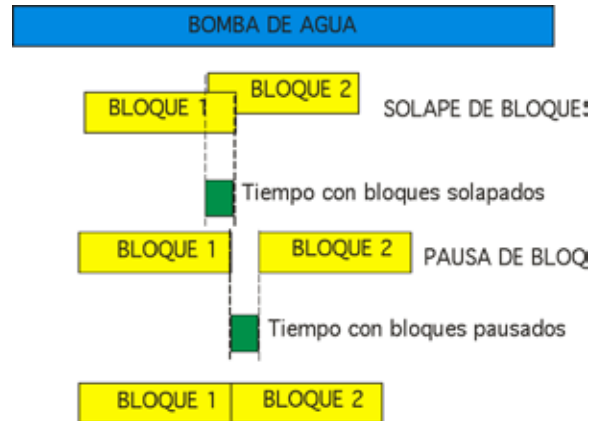 BOMBA DE AGUA
BLOQUE 1
BLOQUE 2
SOLAPE DE BLOQUES
Tiempo con bloques solapados
BLOQUE 1
BLOQUE 2
PAUSA DE BLOQ
Tiempo con bloques pausados
BLOQUE 1
BLOQUE 2